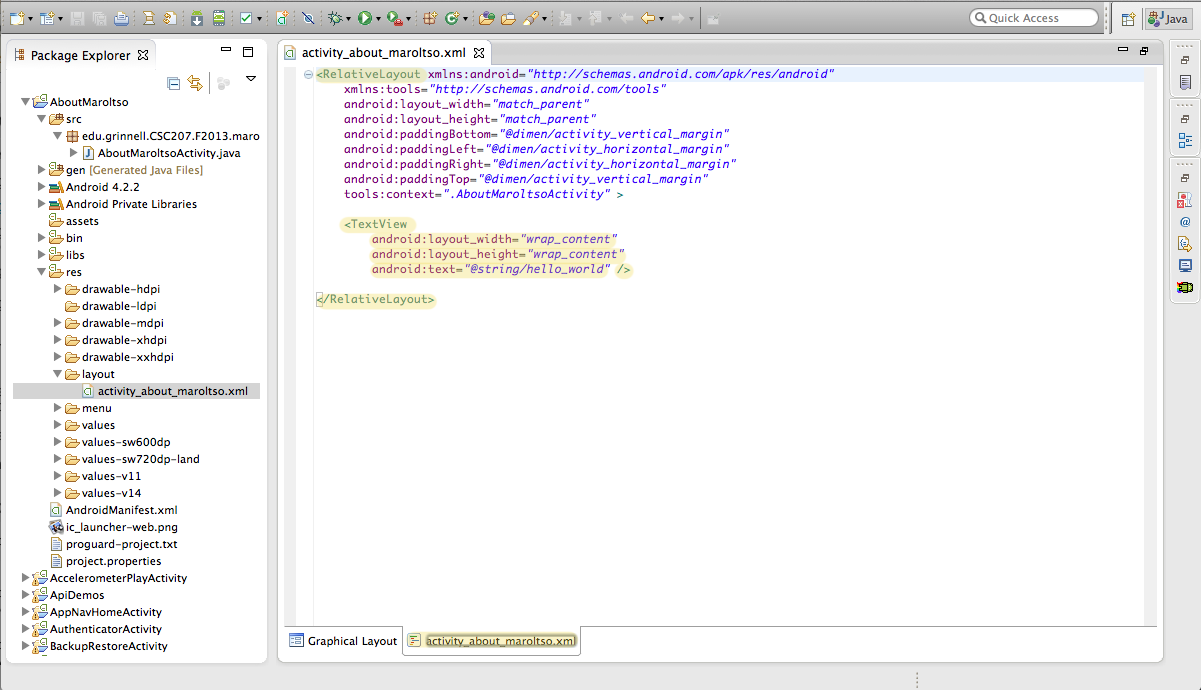 Quick Access
Java
Package Explorer
AboutMaroltso
src
edu.grinnell.CSC207.F2013.maro
AboutMaroltsoActivity.java
gen [Generated Java Files]
Android 4.2.2
Android Private Libraries
assets
bin
libs
res
drawable-hdpi
drawable-ldpi
drawable-mdpi
drawable-xhdpi
drawable-xxhdpi
layout
activity_about_maroltso.xml
menu
values
values-sw600dp
values-sw720dp-land
values-v11
values-v14
AndroidManifest.xml
ic_launcher-web.png
proguard-project.txt
project.properties
AccelerometerPlayActivity
ApiDemos
AppNavHomeActivity
AuthenticatorActivity
BackupRestoreActivity
activity_about_maroltso.xml
<RelativeLayout xmlns:android="http://schemas.android.com/apk/res/android"
xmlns:tools="http://schemas.android.com/tools"
android:layout_width="match_parent"
android:layout_height="match_parent"
android:paddingBottom="@dimen/activity_vertical_margin"
android:paddingLeft="@dimen/activity_horizontal_margin"
android:paddingRight="@dimen/activity_horizontal_margin"
android:paddingTop="@dimen/activity_vertical_margin"
tools:context=".AboutMaroltsoActivity" >
<TextView
android:layout_width="wrap_content"
android:layout_height="wrap_content"
android:text="@string/hello_world" />
</RelativeLayout>
Graphical Layout
activity_about_maroltso.xml